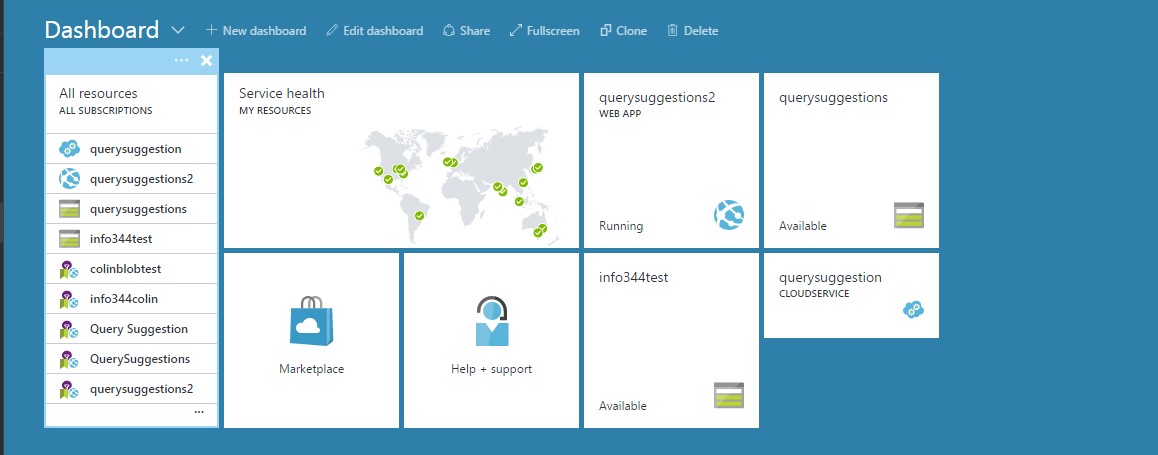 Dashboard
New dashboard
Edit dashboard
Share
Fullscreen
Clone
Delete
All resources
ALL SUBSCRIPTIONS
querysuggestion
querysuggestions2
querysuggestions
info344test
colinblobtest
info344colin
Query Suggestion
QuerySuggestions
querysuggestions2
Service health
MY RESOURCES
querysuggestions2
WEB APP
Running
querysuggestions
Available
Marketplace
Help + support
info344test
Available
querysuggestion
CLOUDSERVICE